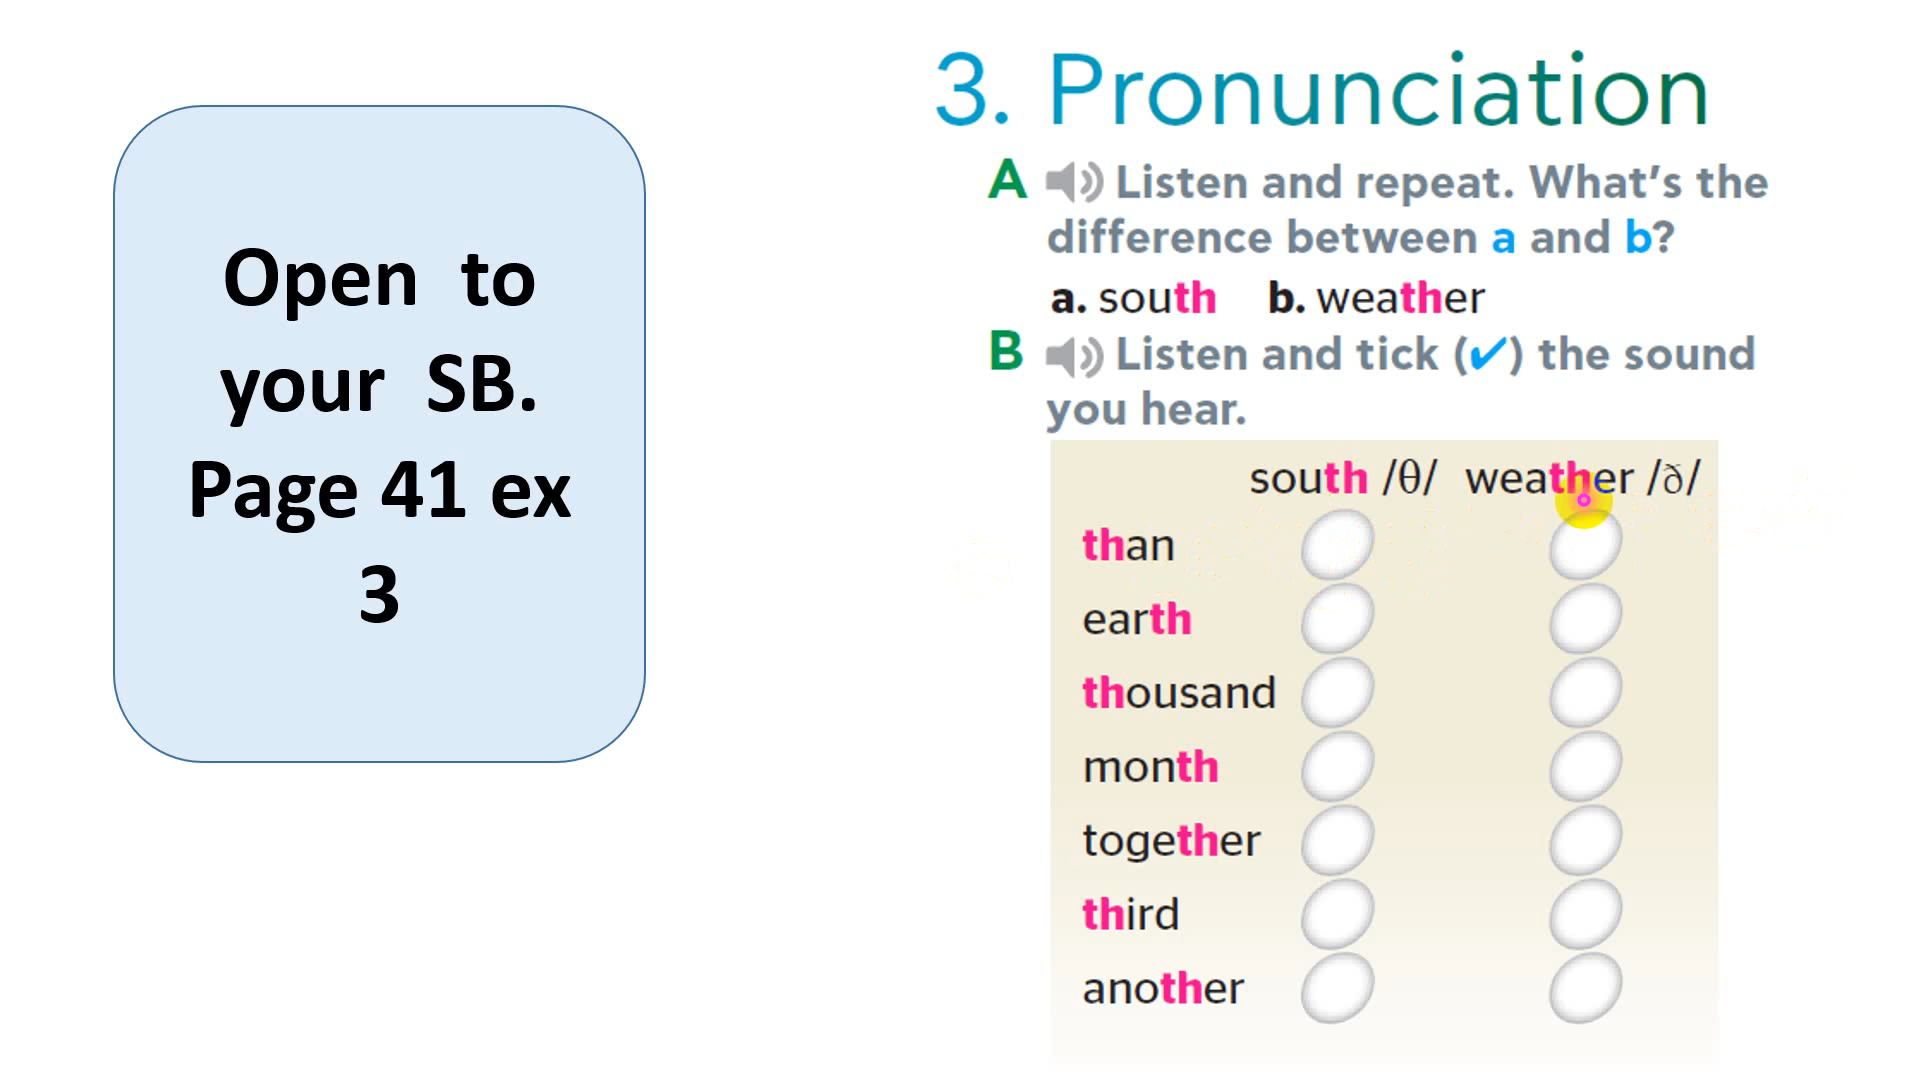 Open to
your SB.
Page 41 ex
3
3. Pronunciation
A Listen and repeat. What's the
difference between a and b?
a. south b. weather
B Listen and tick (✔) the sound
you hear.
south /θ/ weather /ð/
than
earth
thousand
month
together
third
another